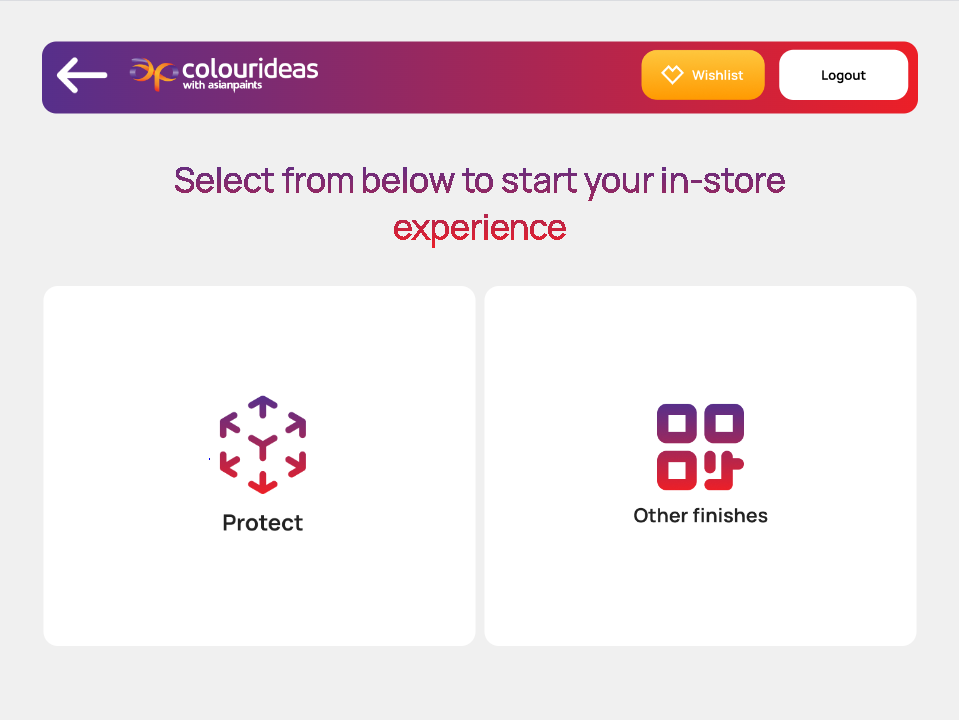 colourideas
with asianpaints
Wishlist
Logout
Select from below to start your in-store
experience
Protect
Other finishes